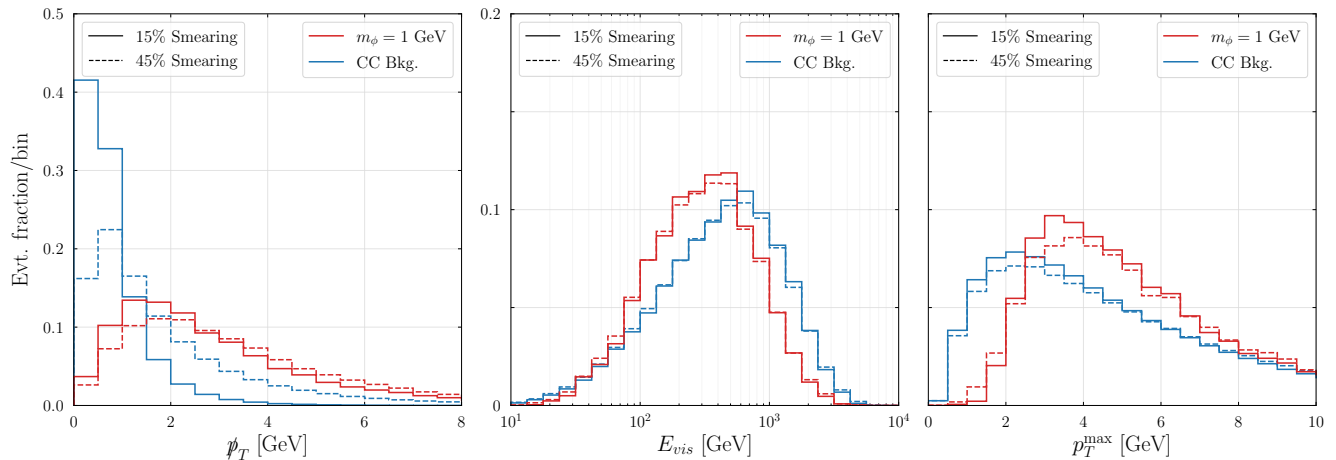 Evt. fraction/bin
0.5
0.4
0.3
0.2
0.1
0.0
15% Smearing
45% Smearing
m_ϕ = 1 GeV
CC Bkg.
0 2 4 6 8
p̸_T [GeV]
0.2
0.1
0
15% Smearing
45% Smearing
m_ϕ = 1 GeV
CC Bkg.
10^1 10^2 10^3 10^4
E_vis [GeV]
15% Smearing
45% Smearing
m_ϕ = 1 GeV
CC Bkg.
0 2 4 6 8 10
p_T^max [GeV]